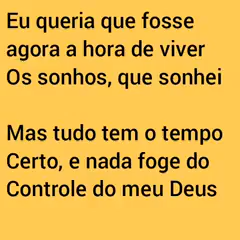 Eu queria que fosse
agora a hora de viver
Os sonhos, que sonhei
Mas tudo tem o tempo
Certo, e nada foge do
Controle do meu Deus